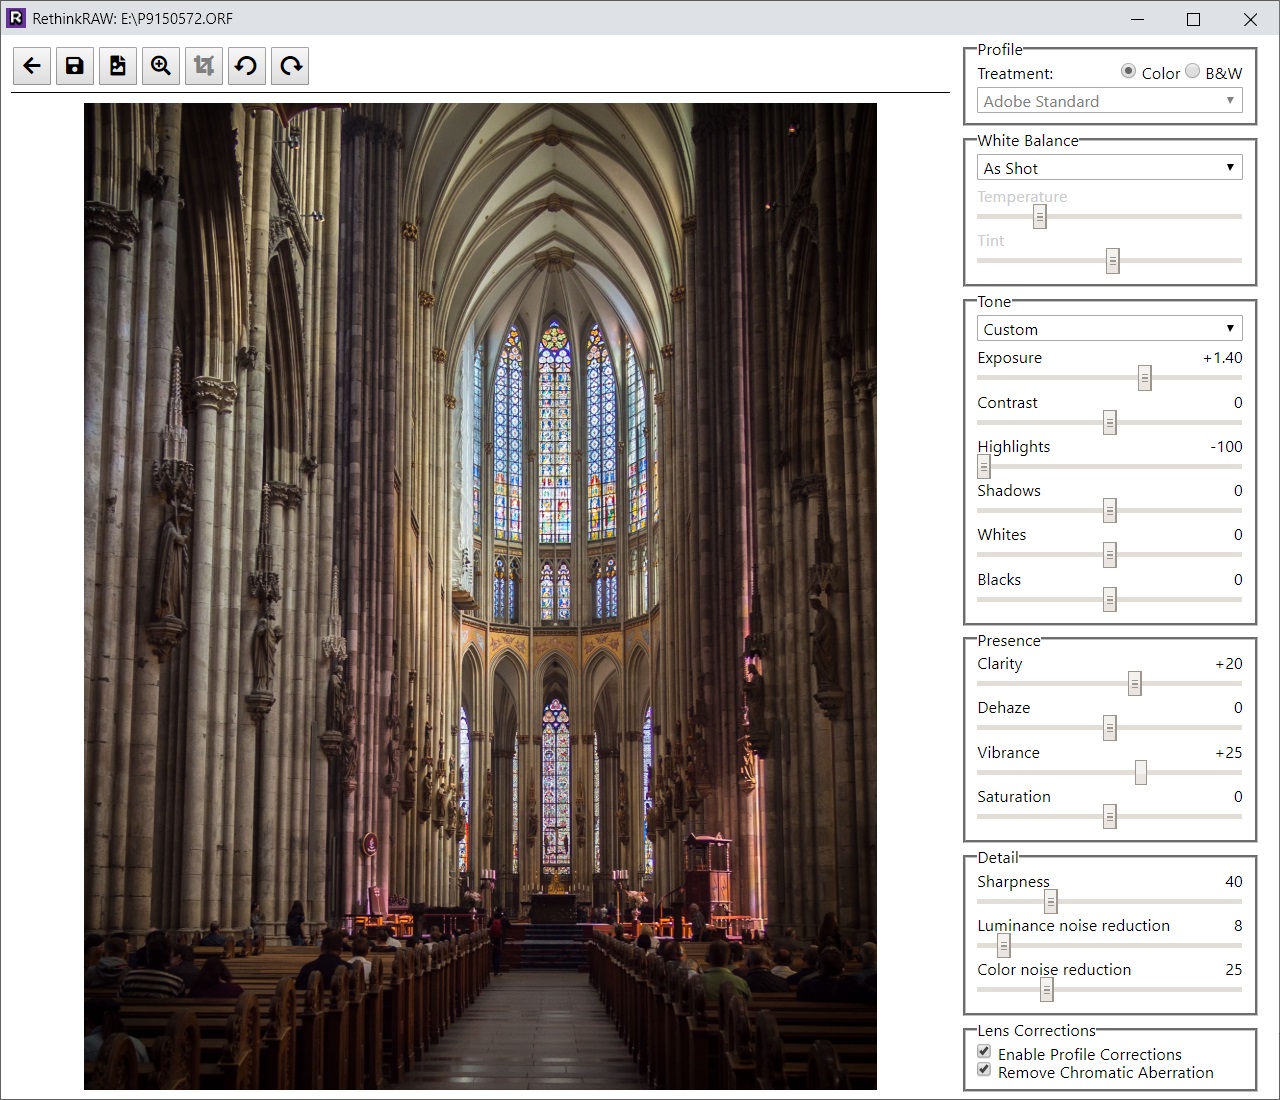 RethinkRAW: E:\P9150572.ORF
Profile
Treatment: Color B&W
Adobe Standard
White Balance
As Shot
Temperature
Tint
Tone
Custom
Exposure +1.40
Contrast 0
Highlights -100
Shadows 0
Whites 0
Blacks 0
Presence
Clarity +20
Dehaze 0
Vibrance +25
Saturation 0
Detail
Sharpness 40
Luminance noise reduction 8
Color noise reduction 25
Lens Corrections
Enable Profile Corrections
Remove Chromatic Aberration